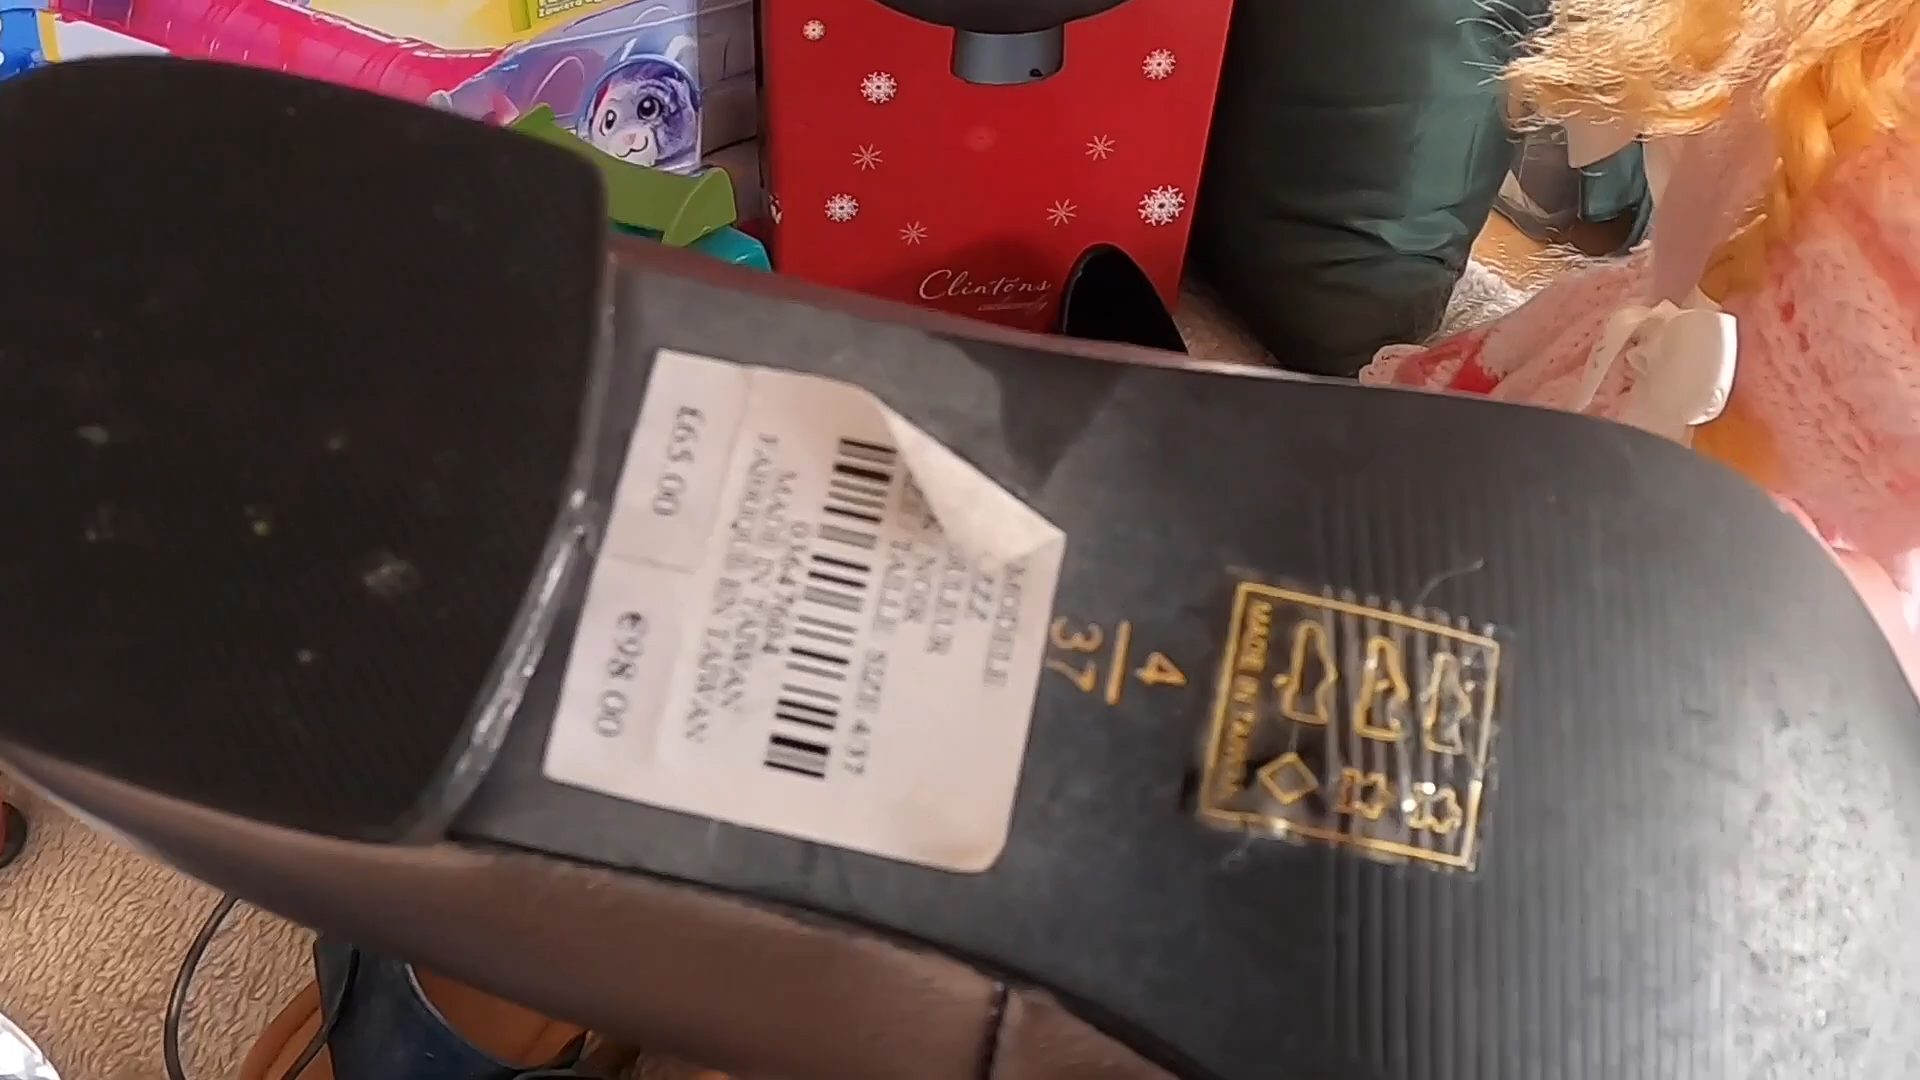 Clintons
MODELE
NOIR
TAILLE SIZE 4/37
01647604
MADE IN TAIWAN
FABRIQUE EN TAIWAN
£65.00
€98.00
4
37
MADE IN TAIWAN